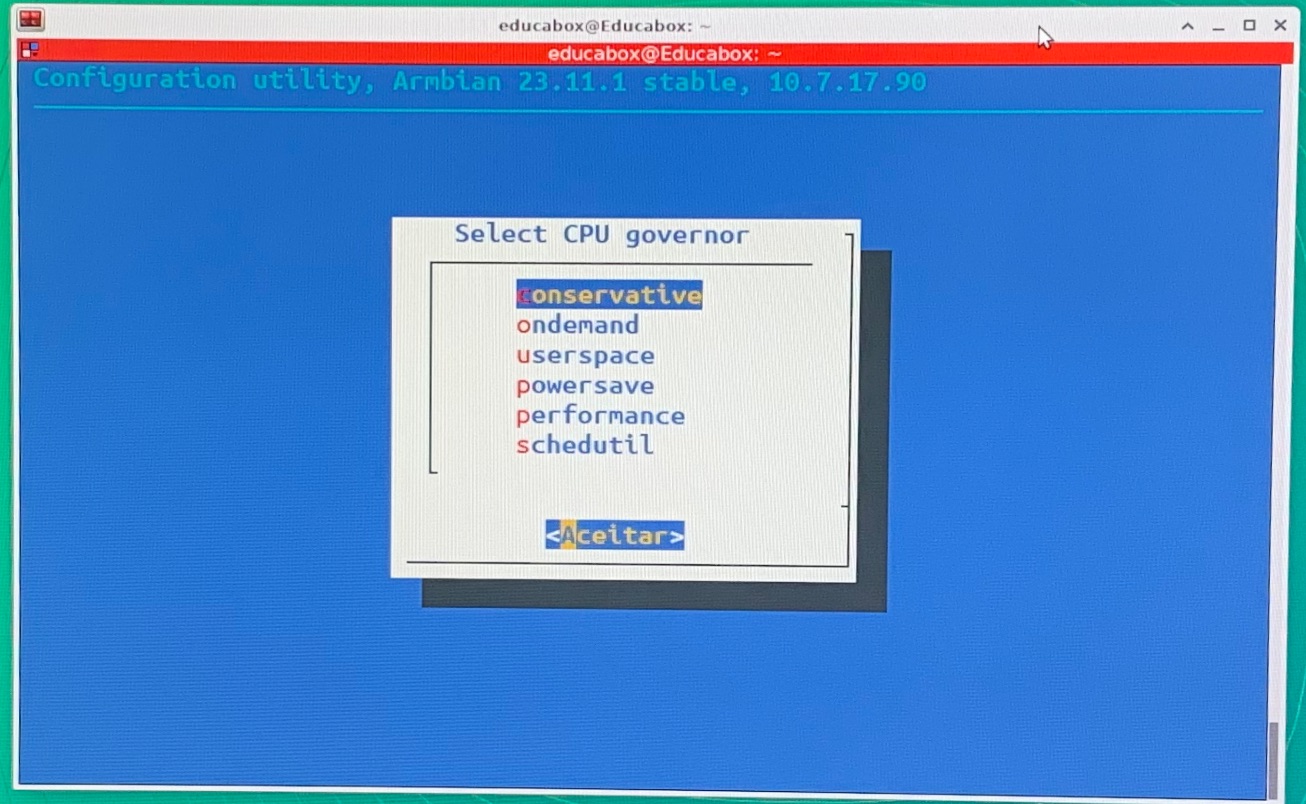 educabox@Educabox: ~
educabox@Educabox: ~
Configuration utility, Armbian 23.11.1 stable, 10.7.17.90
Select CPU governor
conservative
ondemand
userspace
powersave
performance
schedutil
<Aceitar>